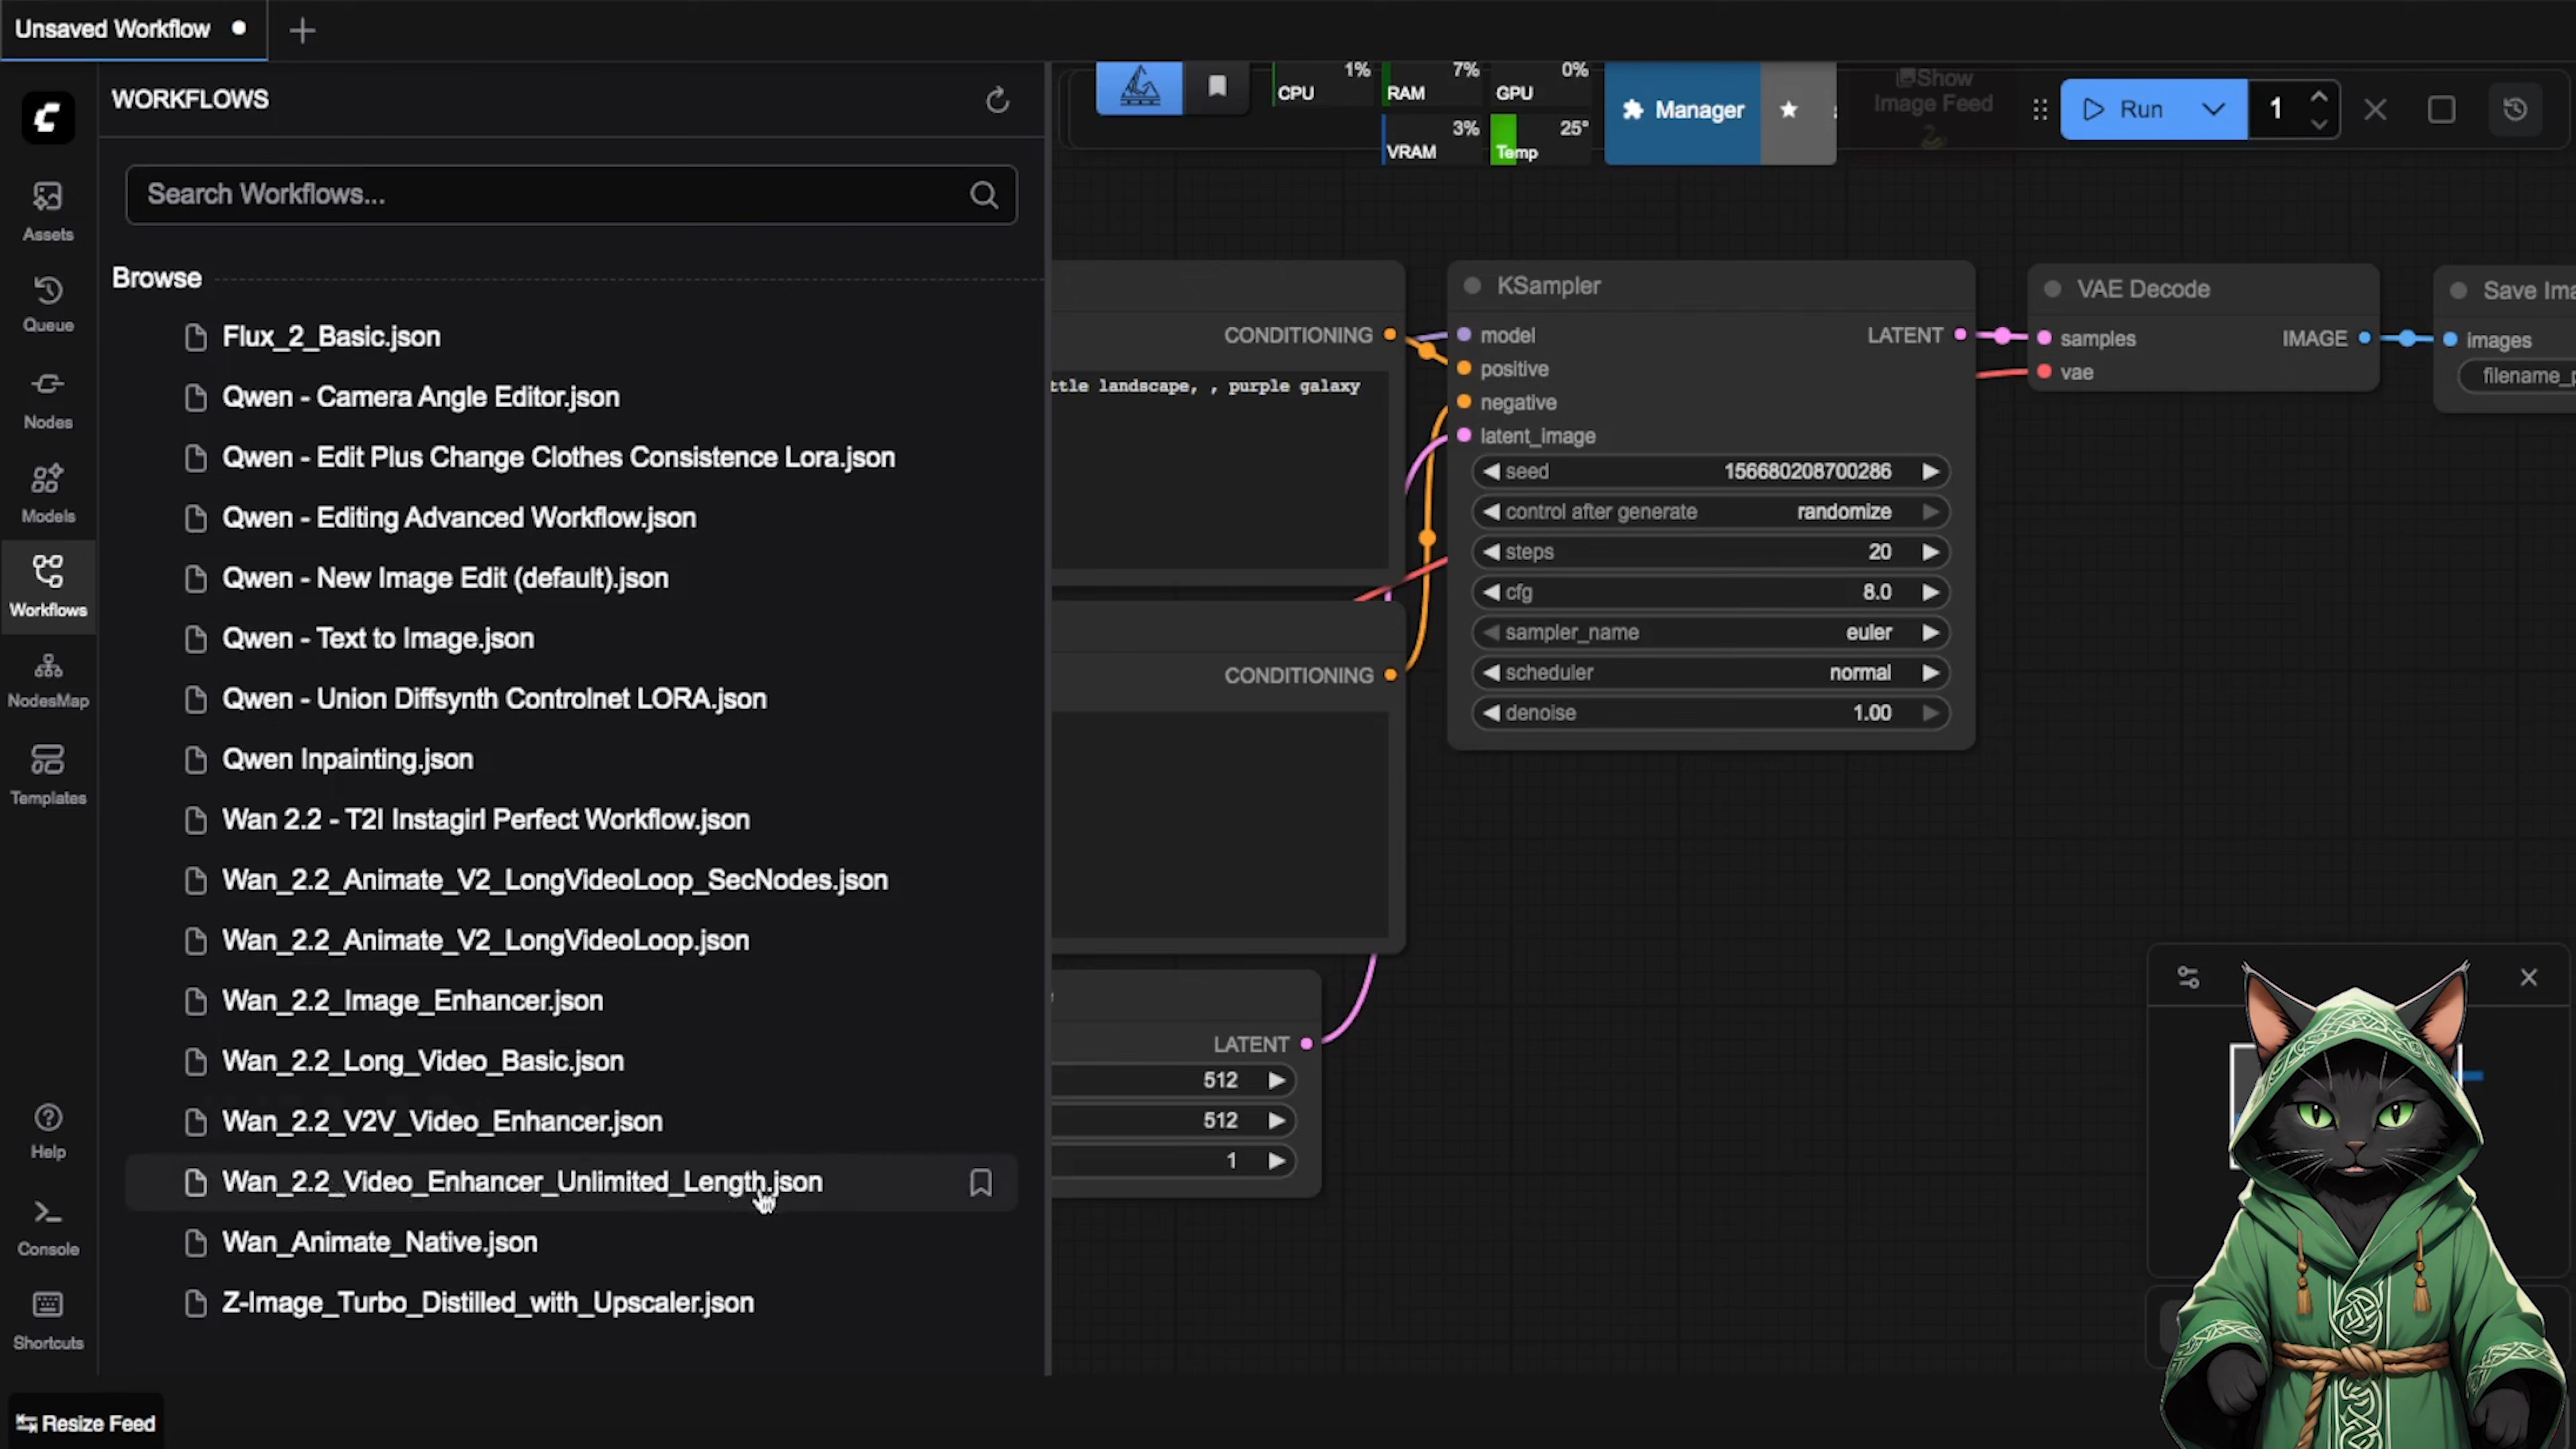 Unsaved Workflow
WORKFLOWS
Search Workflows...
Browse
Flux_2_Basic.json
Qwen - Camera Angle Editor.json
Qwen - Edit Plus Change Clothes Consistence Lora.json
Qwen - Editing Advanced Workflow.json
Qwen - New Image Edit (default).json
Qwen - Text to Image.json
Qwen - Union Diffsynth Controlnet LORA.json
Qwen Inpainting.json
Wan 2.2 - T2I Instagirl Perfect Workflow.json
Wan_2.2_Animate_V2_LongVideoLoop_SecNodes.json
Wan_2.2_Animate_V2_LongVideoLoop.json
Wan_2.2_Image_Enhancer.json
Wan_2.2_Long_Video_Basic.json
Wan_2.2_V2V_Video_Enhancer.json
Wan_2.2_Video_Enhancer_Unlimited_Length.json
Wan_Animate_Native.json
Z-Image_Turbo_Distilled_with_Upscaler.json
Assets
Queue
Nodes
Models
Workflows
NodesMap
Templates
Help
Console
Shortcuts
Resize Feed
CPU 1%
RAM 7%
GPU 0%
VRAM 3%
Temp 25°
Manager
Show
Image Feed
Run
1
CONDITIONING
ttle landscape, , purple galaxy
CONDITIONING
LATENT
512
512
1
KSampler
model LATENT
positive
negative
latent_image
seed 156680208700286
control after generate randomize
steps 20
cfg 8.0
sampler_name euler
scheduler normal
denoise 1.00
VAE Decode
samples IMAGE
vae
Save Ima
images
filename_p